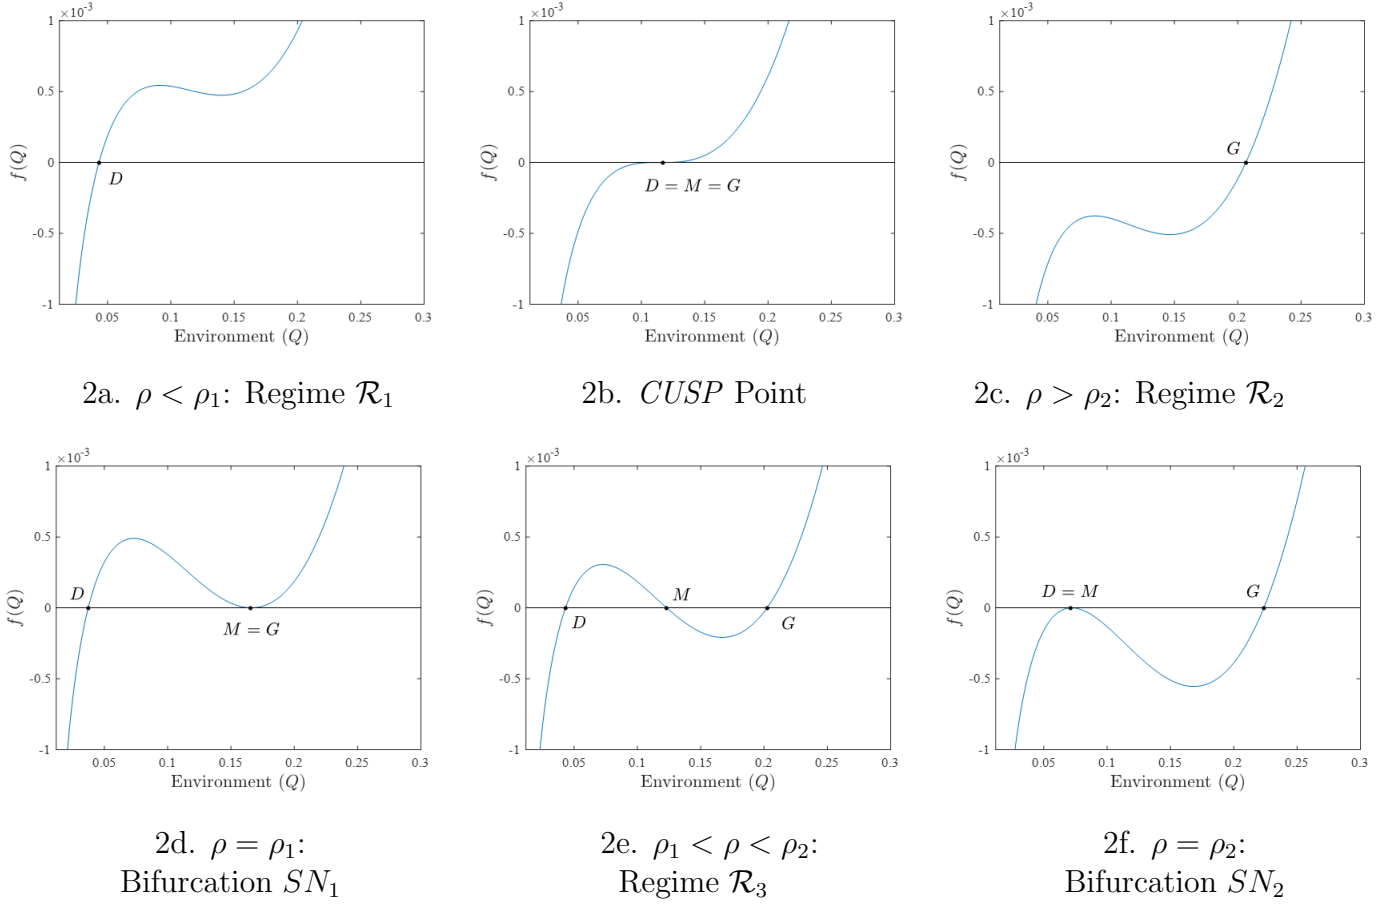 ×10⁻³
1
0.5
0
-0.5
-1
f(Q)
D
0.05 0.1 0.15 0.2 0.25 0.3
Environment (Q)
2a. ρ < ρ₁: Regime ℛ₁
×10⁻³
1
0.5
0
-0.5
-1
f(Q)
D = M = G
0.05 0.1 0.15 0.2 0.25 0.3
Environment (Q)
2b. CUSP Point
×10⁻³
1
0.5
0
-0.5
-1
f(Q)
G
0.05 0.1 0.15 0.2 0.25 0.3
Environment (Q)
2c. ρ > ρ₂: Regime ℛ₂
×10⁻³
1
0.5
0
-0.5
-1
f(Q)
D
M = G
0.05 0.1 0.15 0.2 0.25 0.3
Environment (Q)
2d. ρ = ρ₁:
Bifurcation SN₁
×10⁻³
1
0.5
0
-0.5
-1
f(Q)
M
D
G
0.05 0.1 0.15 0.2 0.25 0.3
Environment (Q)
2e. ρ₁ < ρ < ρ₂:
Regime ℛ₃
×10⁻³
1
0.5
0
-0.5
-1
f(Q)
D = M
G
0.05 0.1 0.15 0.2 0.25 0.3
Environment (Q)
2f. ρ = ρ₂:
Bifurcation SN₂